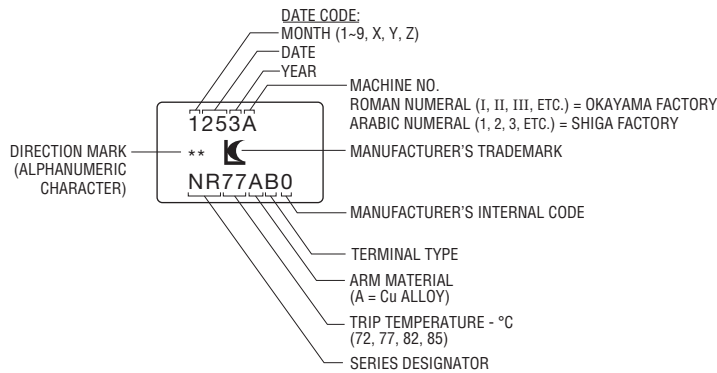 DATE CODE:
MONTH (1~9, X, Y, Z)
DATE
YEAR
MACHINE NO.
ROMAN NUMERAL (I, II, III, ETC.) = OKAYAMA FACTORY
ARABIC NUMERAL (1, 2, 3, ETC.) = SHIGA FACTORY
1253A
DIRECTION MARK
(ALPHANUMERIC
CHARACTER)
**
MANUFACTURER'S TRADEMARK
NR77AB0
MANUFACTURER'S INTERNAL CODE
TERMINAL TYPE
ARM MATERIAL
(A = Cu ALLOY)
TRIP TEMPERATURE - °C
(72, 77, 82, 85)
SERIES DESIGNATOR